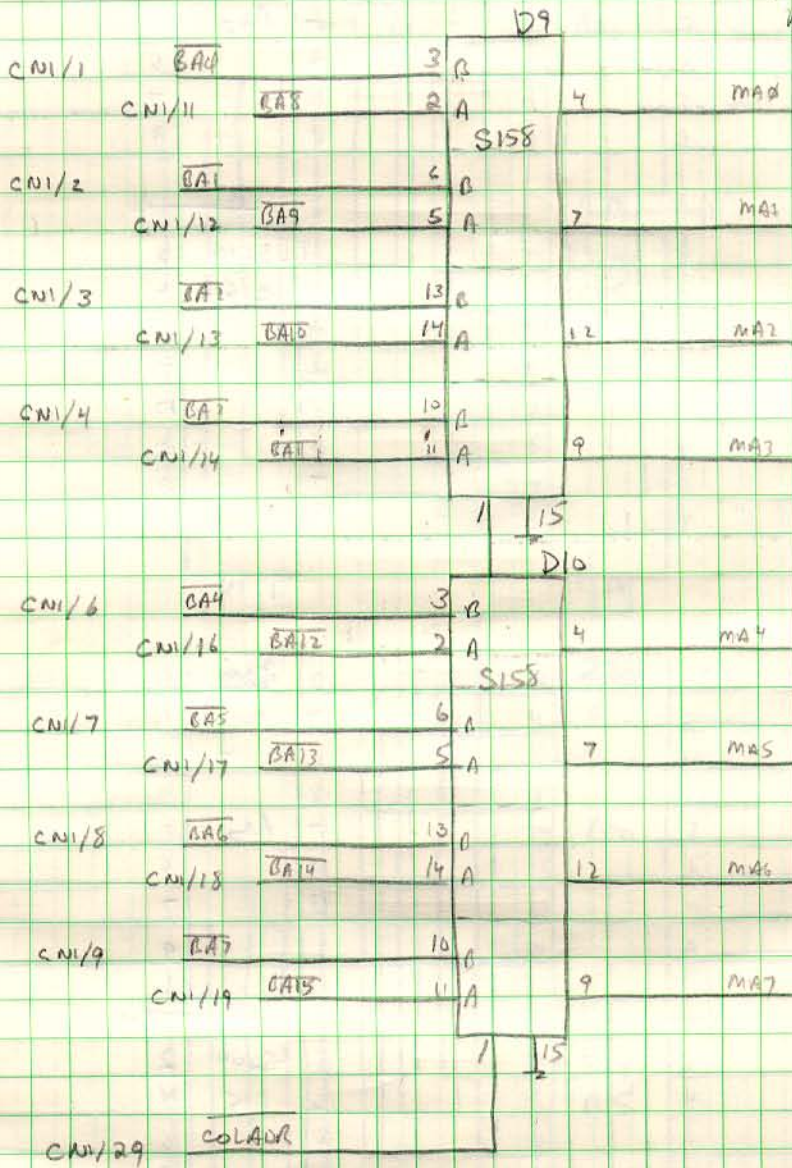 D9
CN1/1 BA4 3 B
CN1/11 BA8 2 A 4 MA0
S158
CN1/2 BA1 6 B
CN1/12 BA9 5 A 7 MA1
CN1/3 BA2 13 B
CN1/13 BA10 14 A 12 MA2
CN1/4 BA3 10 B
CN1/14 BA11 11 A 9 MA3
1 15
D10
CN1/6 BA4 3 B
CN1/16 BA12 2 A 4 MA4
S158
CN1/7 BA5 6 B
CN1/17 BA13 5 A 7 MA5
CN1/8 BA6 13 B
CN1/18 BA14 14 A 12 MA6
CN1/9 BA7 10 B
CN1/19 BA15 11 A 9 MA7
1 15
CN1/29 COLADR